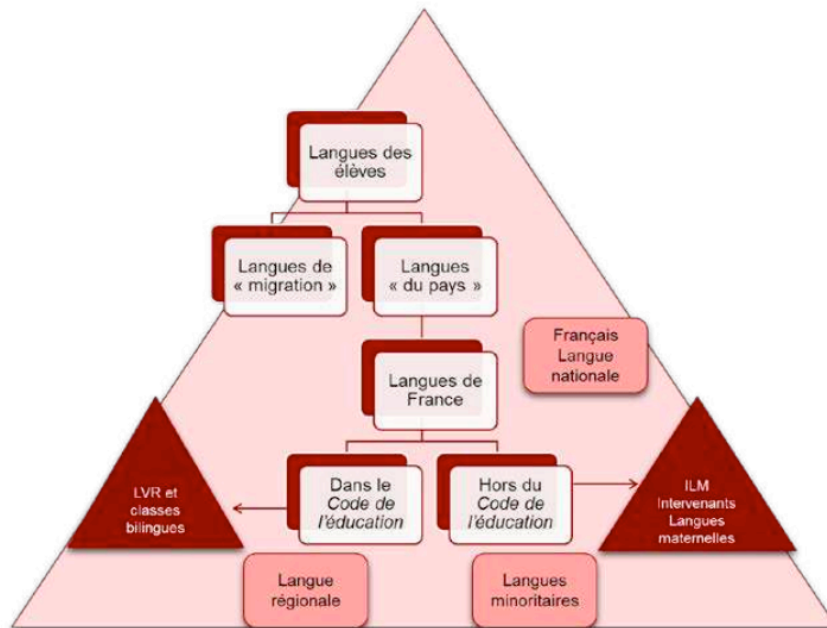 Langues des
élèves
Langues de
« migration »
Langues
« du pays »
Français
Langue
nationale
Langues de
France
LVR et
classes
bilingues
Dans le
Code de
l'éducation
Hors du
Code de
l'éducation
ILM
Intervenants
Langues
maternelles
Langue
régionale
Langues
minoritaires